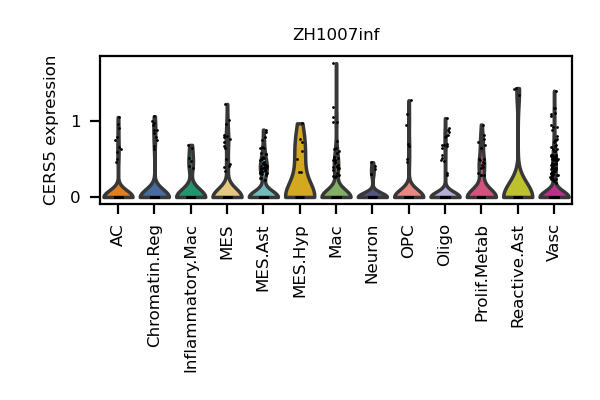 ZH1007inf
CERS5 expression
1
0
AC
Chromatin.Reg
Inflammatory.Mac
MES
MES.Ast
MES.Hyp
Mac
Neuron
OPC
Oligo
Prolif.Metab
Reactive.Ast
Vasc